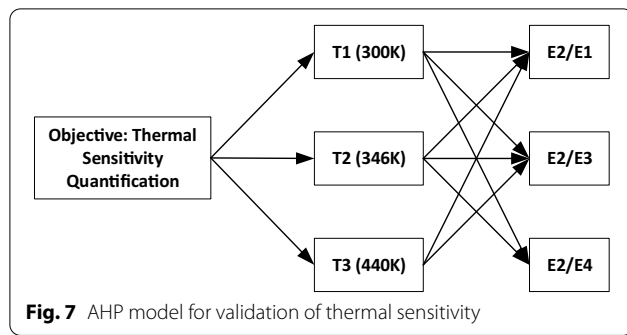 T1 (300K)
E2/E1
Objective: Thermal
Sensitivity
Quantification
T2 (346K)
E2/E3
T3 (440K)
E2/E4
Fig. 7 AHP model for validation of thermal sensitivity